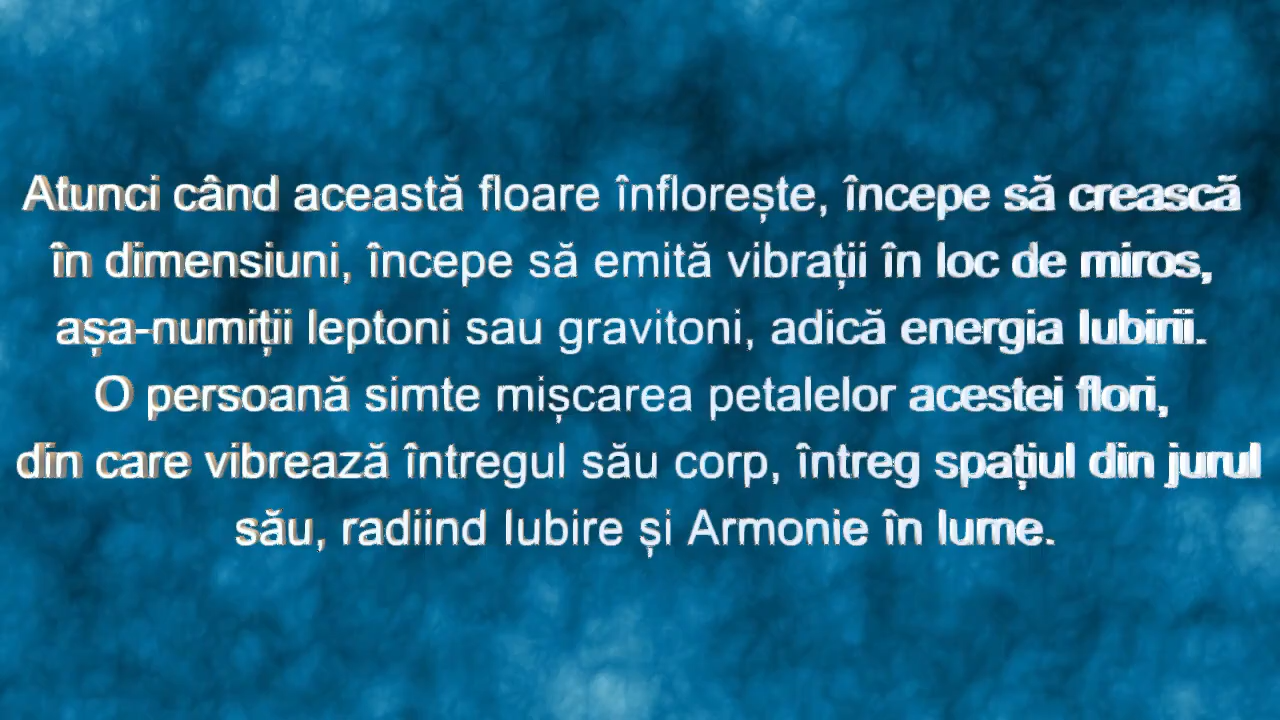 Atunci când această floare înflorește, începe să crească
în dimensiuni, începe să emită vibrații în loc de miros,
așa-numiții leptoni sau gravitoni, adică energia Iubirii.
O persoană simte mișcarea petalelor acestei flori,
din care vibrează întregul său corp, întreg spațiul din jurul
său, radiind Iubire și Armonie în lume.